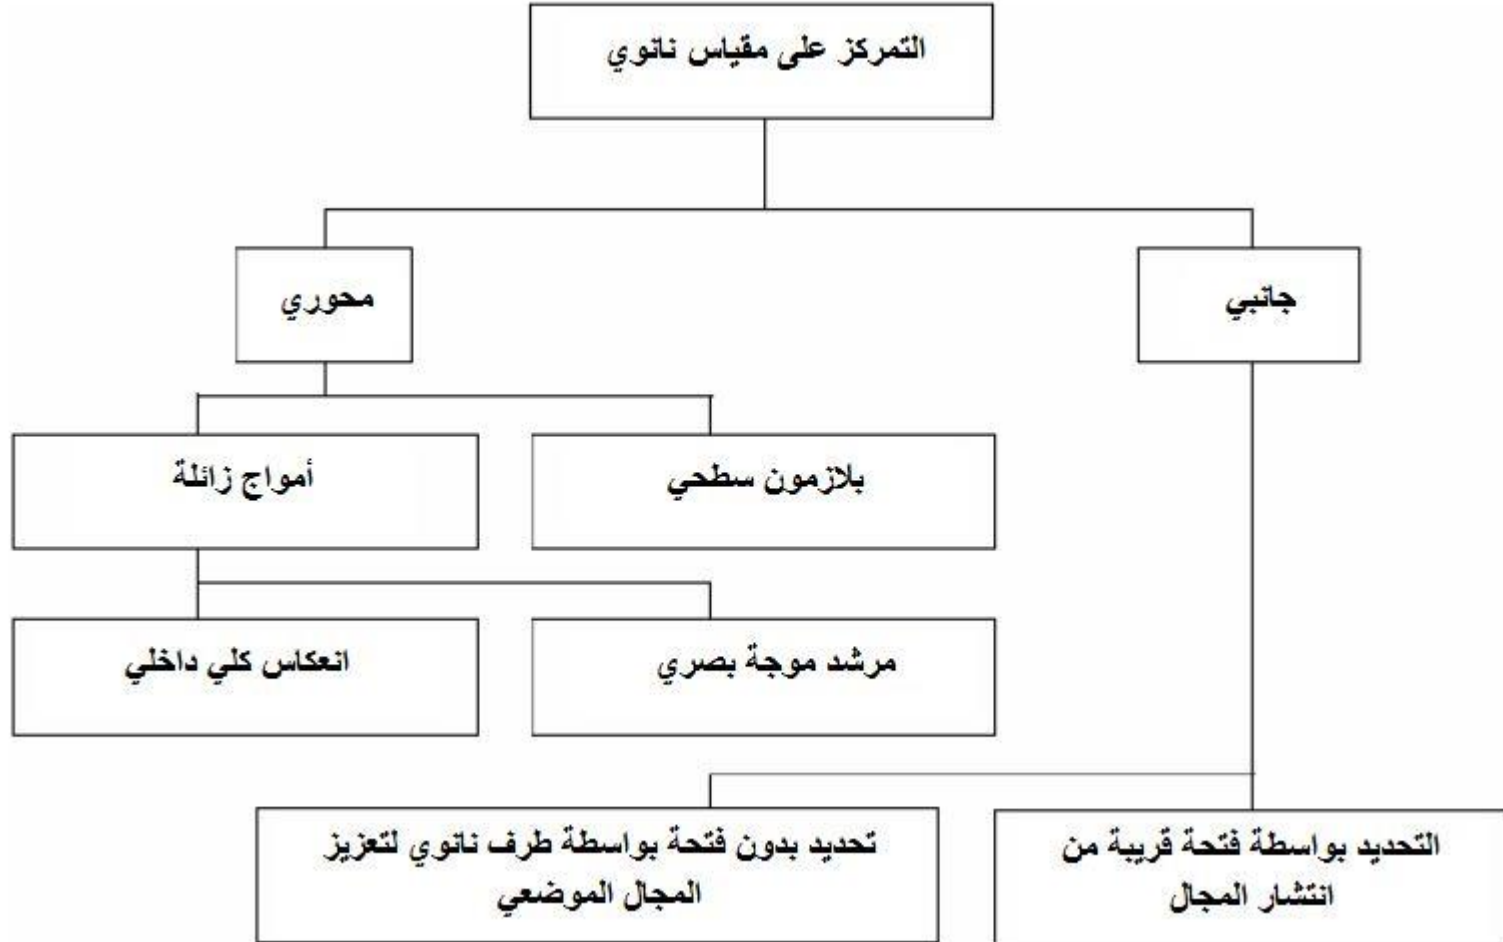 التمركز على مقياس نانوي
جانبي
محوري
بلازمون سطحي
أمواج زائلة
مرشد موجة بصري
انعكاس كلي داخلي
التحديد بواسطة فتحة قريبة من
انتشار المجال
تحديد بدون فتحة بواسطة طرف نانوي لتعزيز
المجال الموضعي